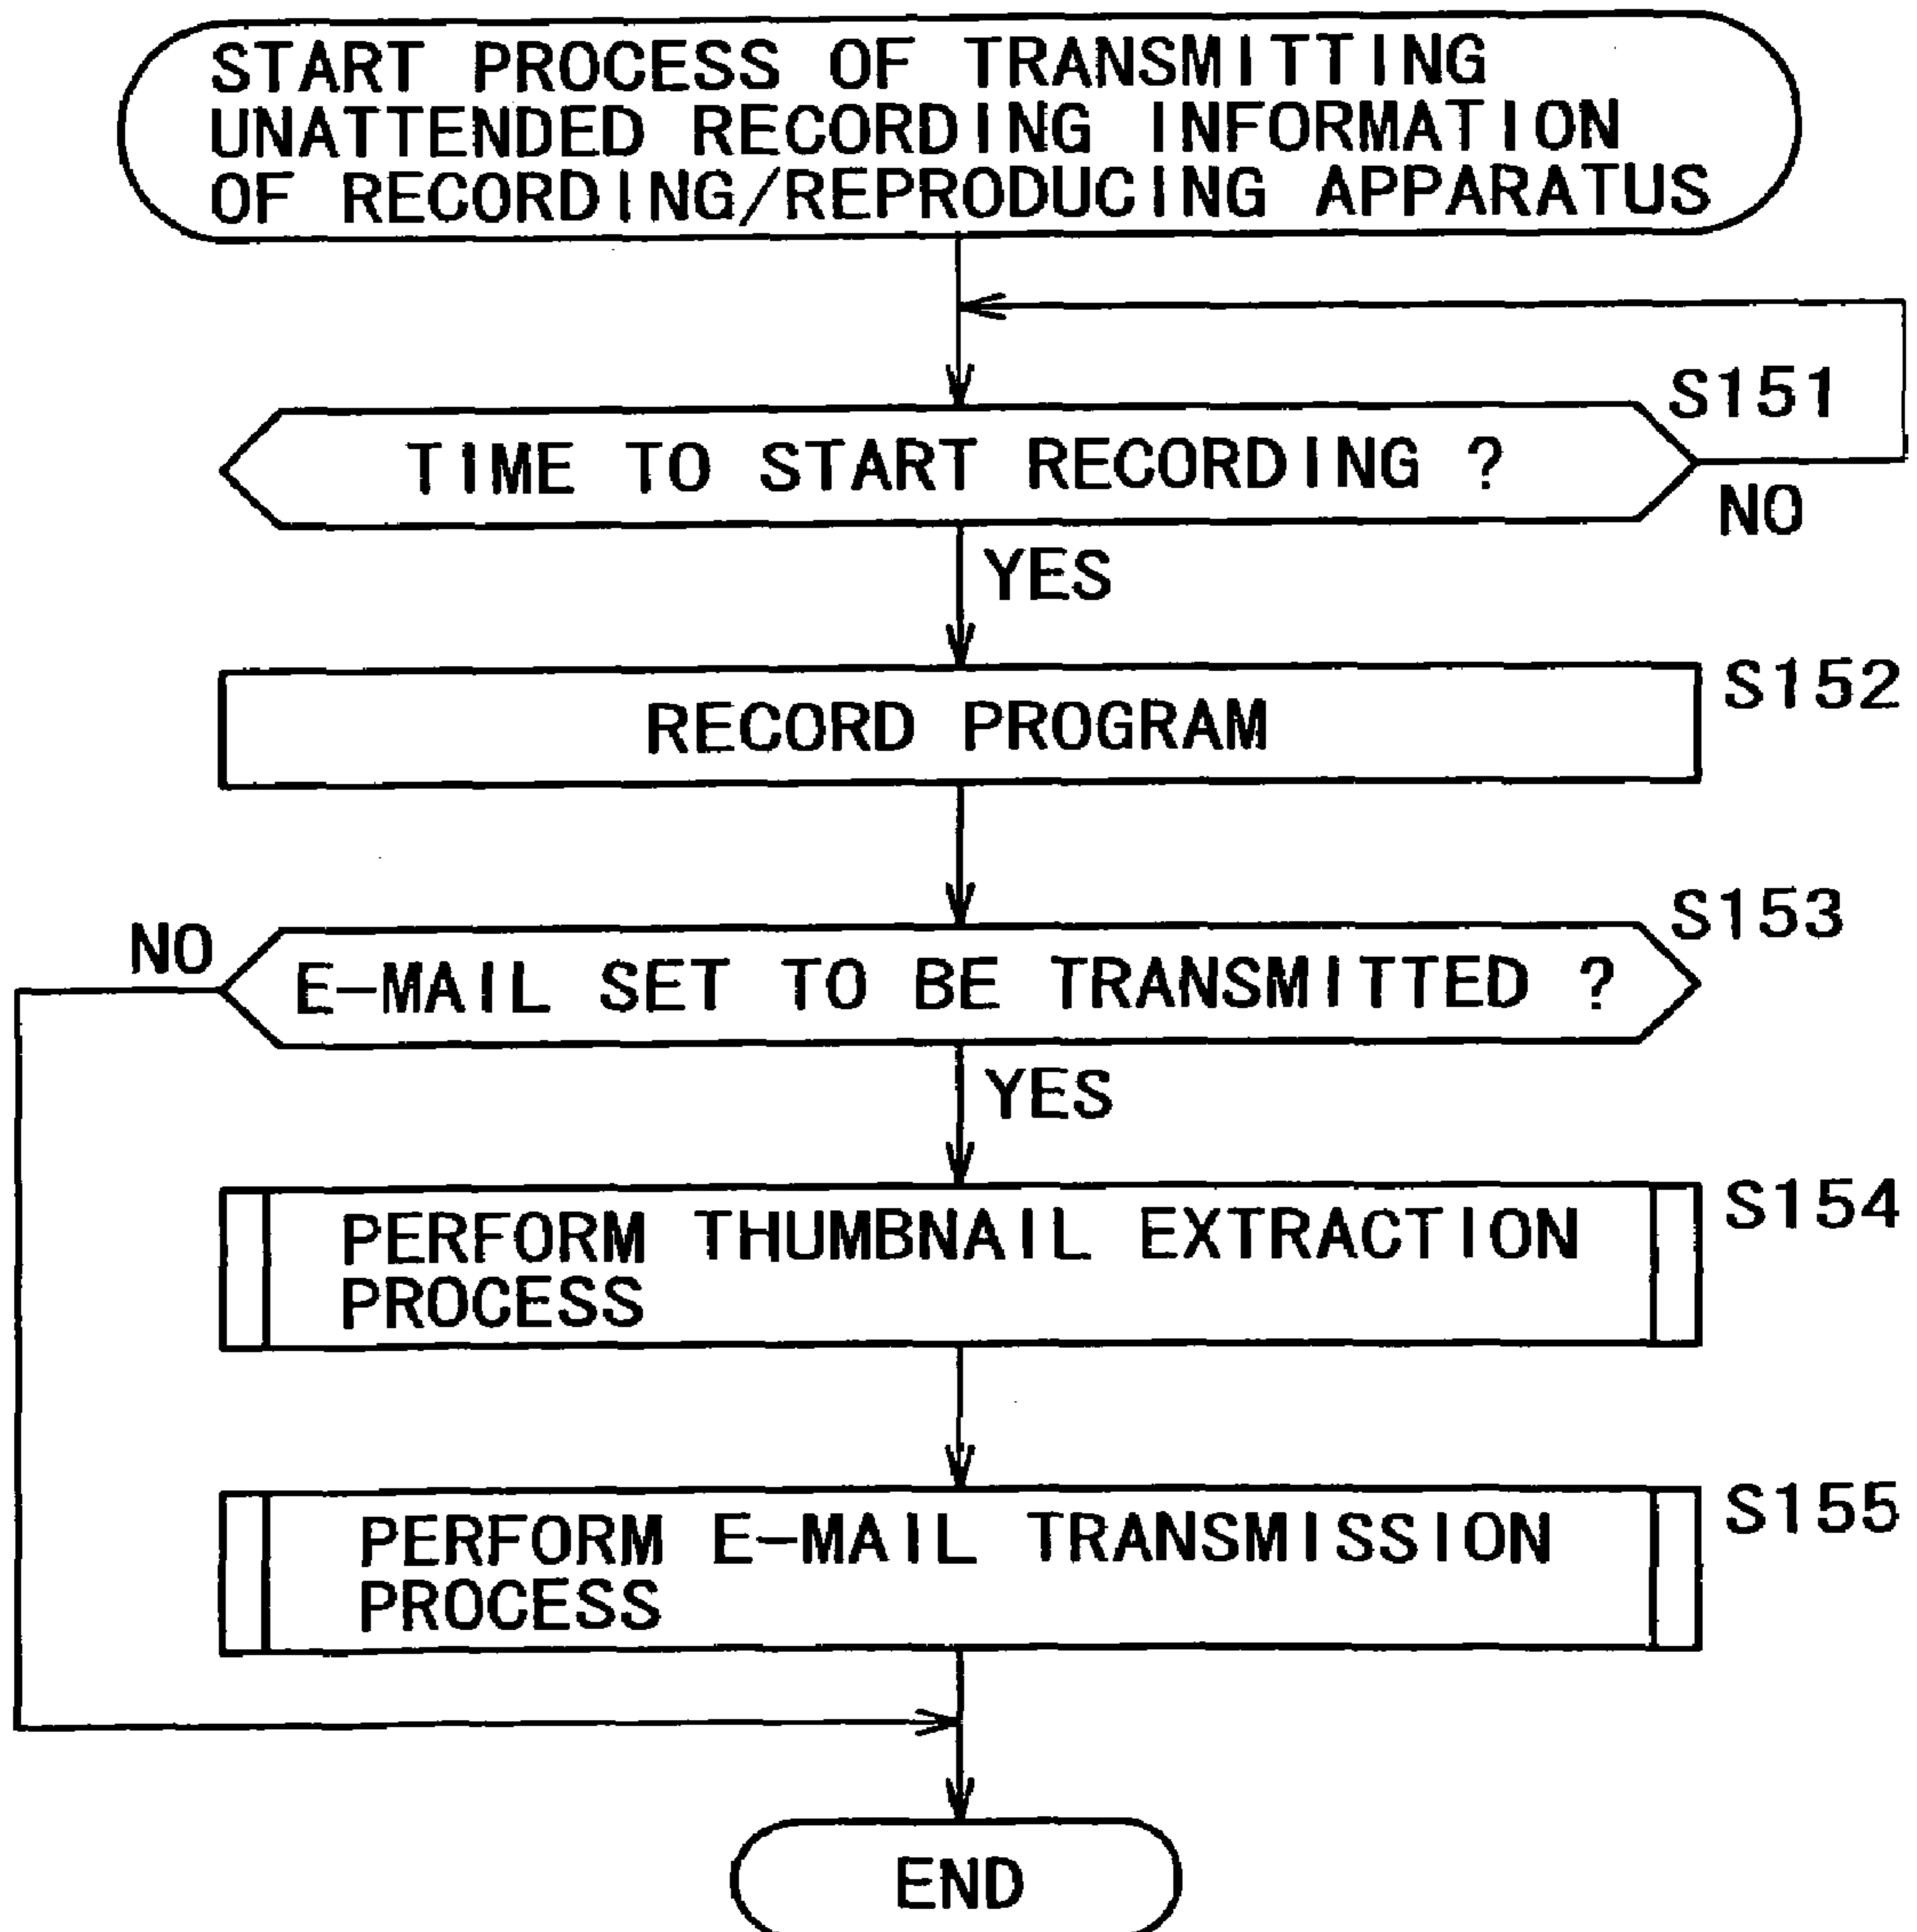 START PROCESS OF TRANSMITTING
UNATTENDED RECORDING INFORMATION
OF RECORDING/REPRODUCING APPARATUS
S151
TIME TO START RECORDING ?
NO
YES
S152
RECORD PROGRAM
S153
NO
E-MAIL SET TO BE TRANSMITTED ?
YES
S154
PERFORM THUMBNAIL EXTRACTION
PROCESS
S155
PERFORM E-MAIL TRANSMISSION
PROCESS
END